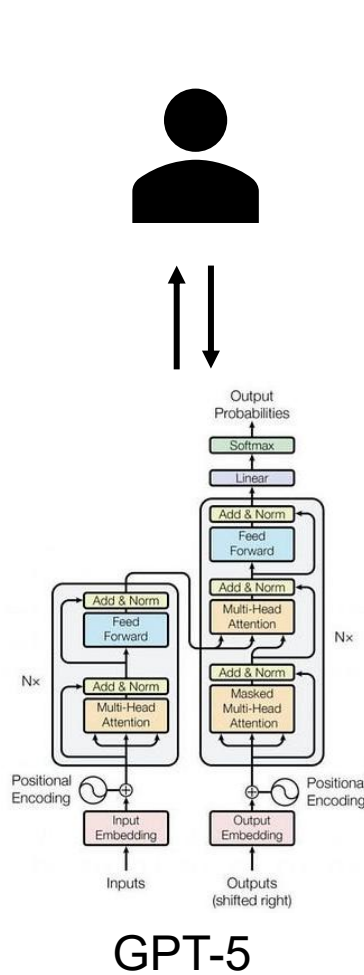 Output
Probabilities
Softmax
Linear
Add & Norm
Feed
Forward
Add & Norm
Multi-Head
Attention
Nx
Add & Norm
Masked
Multi-Head
Attention
Add & Norm
Feed
Forward
Nx
Add & Norm
Multi-Head
Attention
Positional
Encoding
Positiona
Encoding
Input
Embedding
Output
Embedding
Inputs
Outputs
(shifted right)
GPT-5